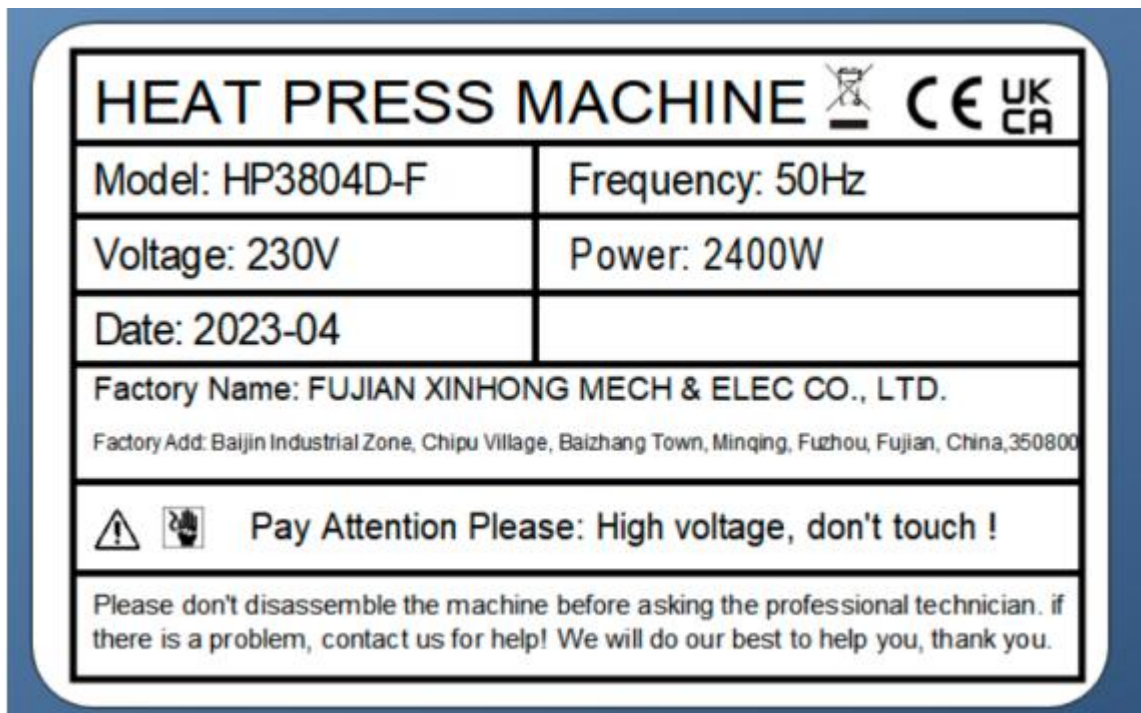 HEAT PRESS MACHINE CE UK
CA
Model: HP3804D-F Frequency: 50Hz
Voltage: 230V Power: 2400W
Date: 2023-04
Factory Name: FUJIAN XINHONG MECH & ELEC CO., LTD.
Factory Add: Baijin Industrial Zone, Chipu Village, Baizhang Town, Minqing, Fuzhou, Fujian, China,350800
Pay Attention Please: High voltage, don't touch !
Please don't disassemble the machine before asking the professional technician. if
there is a problem, contact us for help! We will do our best to help you, thank you.